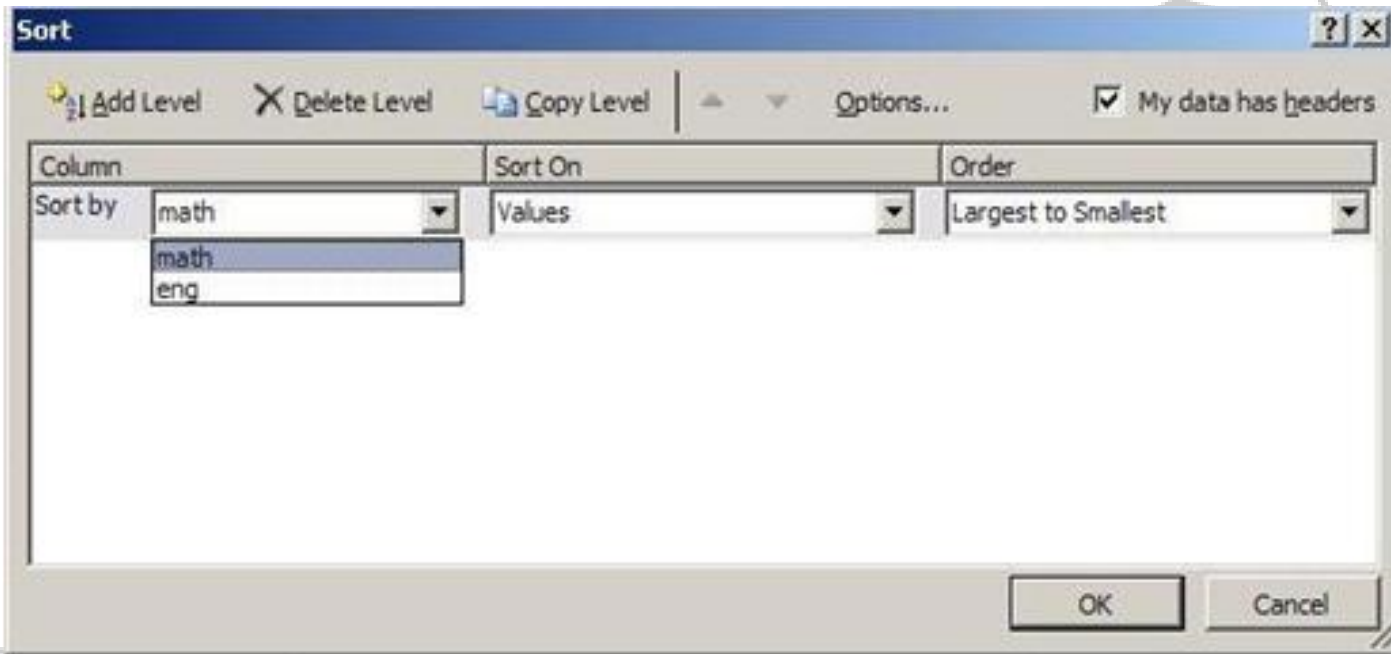 Sort
Add Level Delete Level Copy Level Options... My data has headers
Column Sort On Order
Sort by math Values Largest to Smallest
math
eng
OK Cancel